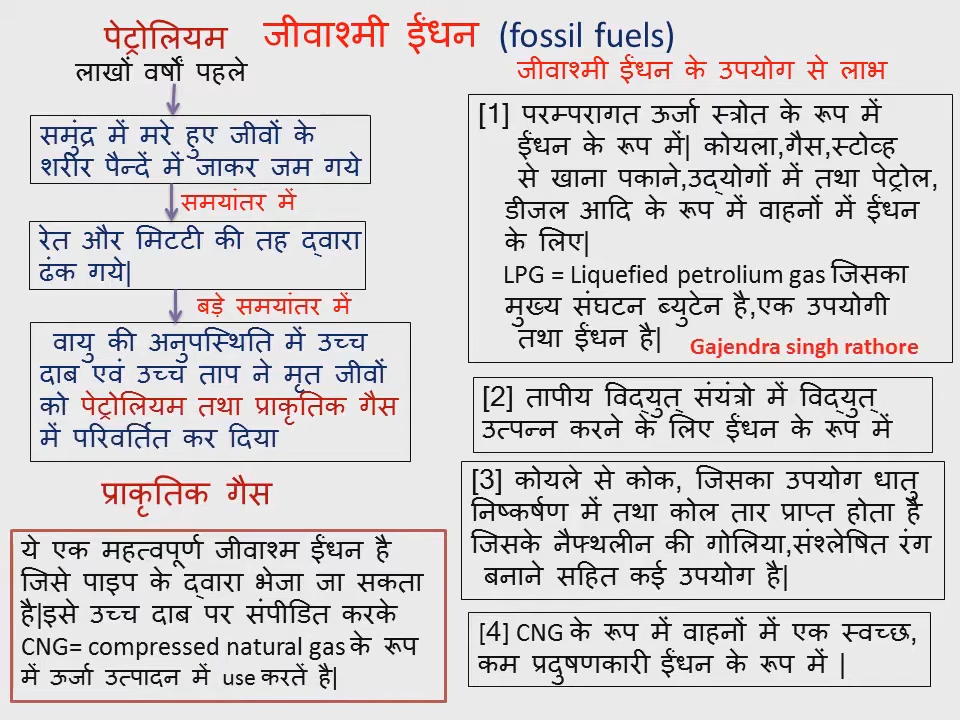 पेट्रोलियम जीवाश्मी ईंधन (fossil fuels)
लाखों वर्षों पहले
समुंद्र में मरे हुए जीवों के
शरीर पैन्दें में जाकर जम गये
समयांतर में
रेत और मिटटी की तह द्वारा
ढंक गये|
बड़े समयांतर में
वायु की अनुपस्थिति में उच्च
दाब एवं उच्च ताप ने मृत जीवों
को पेट्रोलियम तथा प्राकृतिक गैस
में परिवर्तित कर दिया
प्राकृतिक गैस
ये एक महत्वपूर्ण जीवाश्म ईंधन है
जिसे पाइप के द्वारा भेजा जा सकता
है|इसे उच्च दाब पर संपीडित करके
CNG= compressed natural gas के रूप
में ऊर्जा उत्पादन में use करतें है|
जीवाश्मी ईंधन के उपयोग से लाभ
[1] परम्परागत ऊर्जा स्त्रोत के रूप में
ईंधन के रूप में| कोयला,गैस,स्टोव्ह
से खाना पकाने,उद्योगों में तथा पेट्रोल,
डीजल आदि के रूप में वाहनों में ईंधन
के लिए|
LPG = Liquefied petrolium gas जिसका
मुख्य संघटन ब्युटेन है,एक उपयोगी
तथा ईंधन है|
Gajendra singh rathore
[2] तापीय विद्युत् संयंत्रो में विद्युत्
उत्पन्न करने के लिए ईंधन के रूप में
[3] कोयले से कोक, जिसका उपयोग धातु
निष्कर्षण में तथा कोल तार प्राप्त होता है
जिसके नैफ्थलीन की गोलिया,संश्लेषित रंग
बनाने सहित कई उपयोग है|
[4] CNG के रूप में वाहनों में एक स्वच्छ,
कम प्रदुषणकारी ईंधन के रूप में |